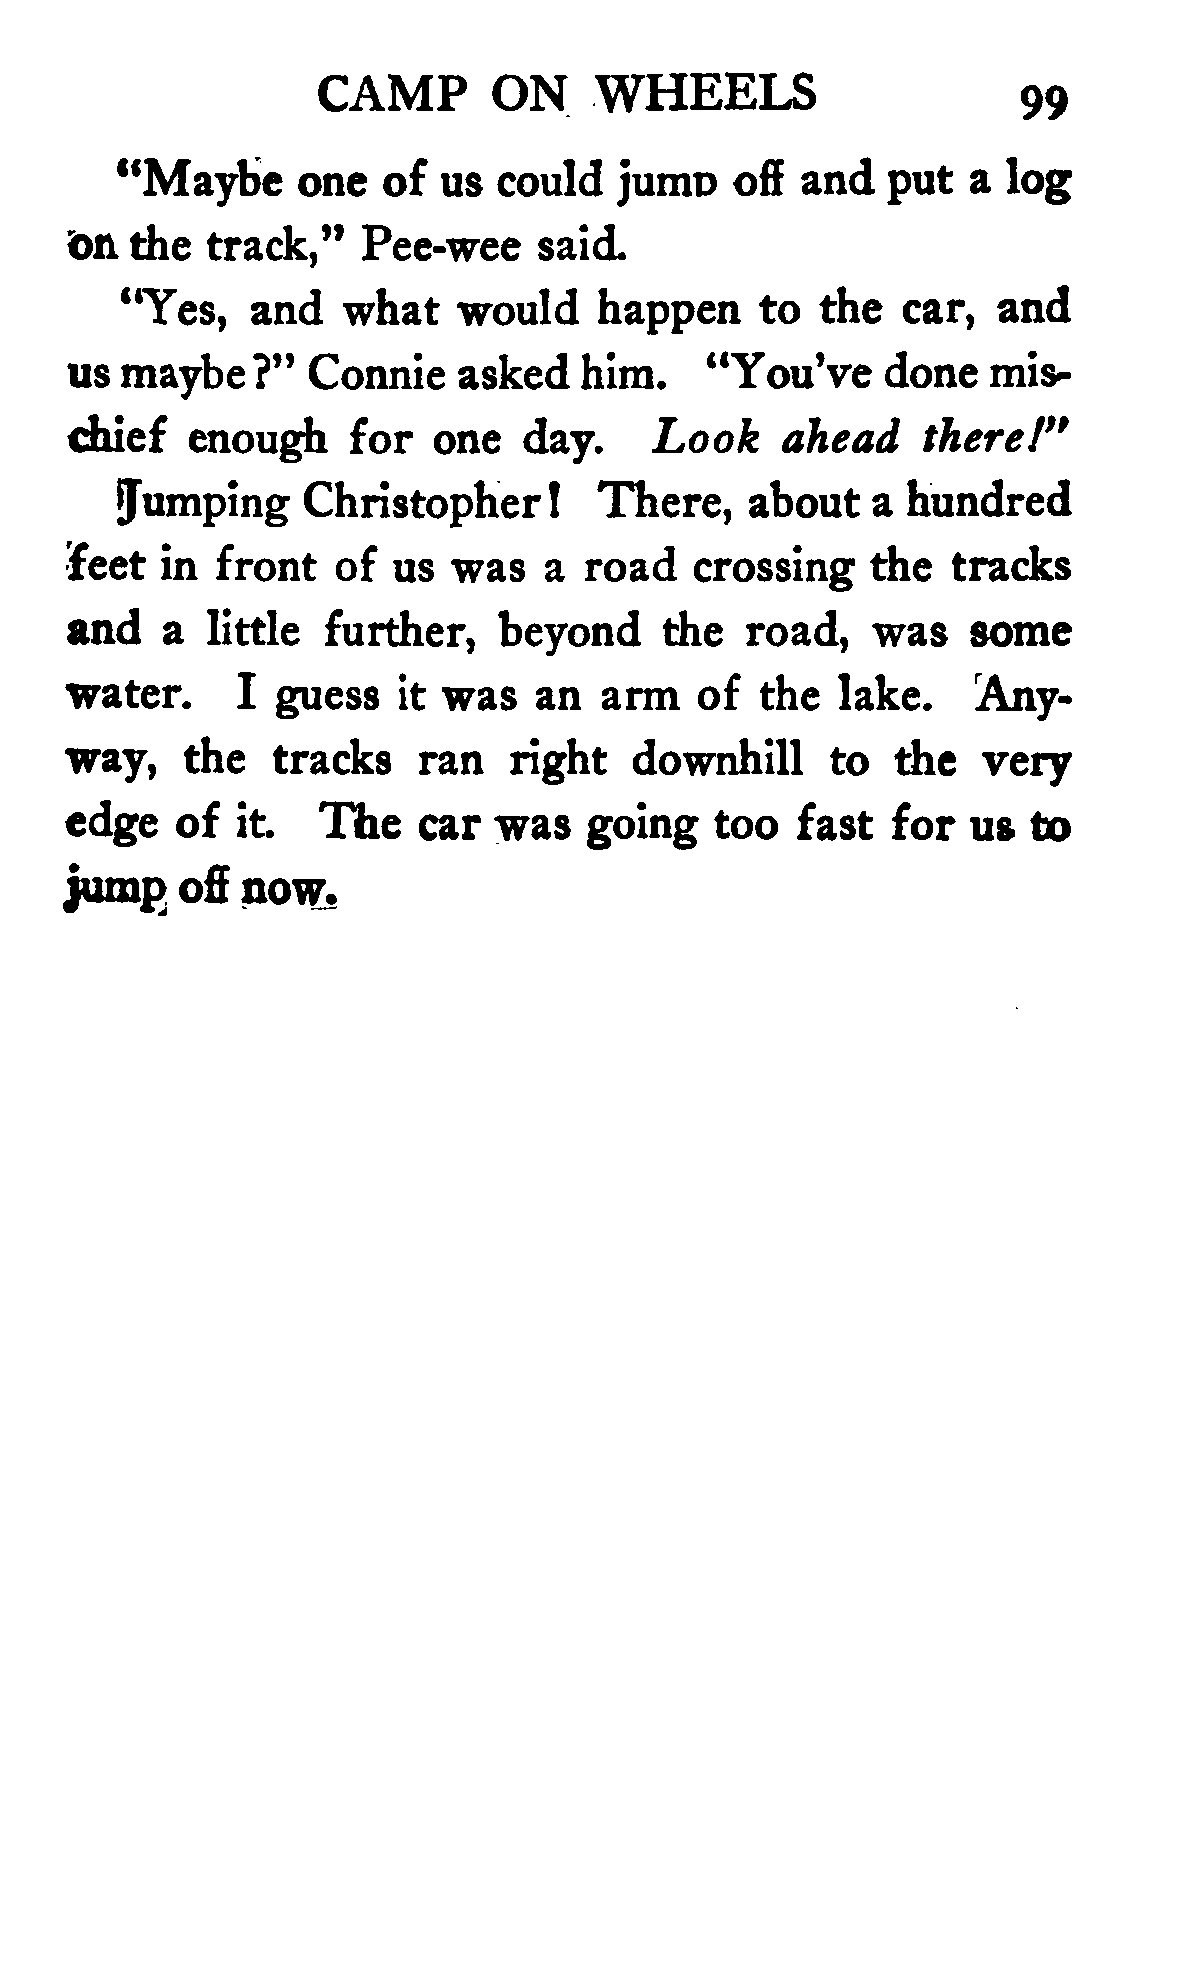 CAMP ON WHEELS 99
“Maybe one of us could jump off and put a log
on the track,” Pee-wee said.
“Yes, and what would happen to the car, and
us maybe?” Connie asked him. “You've done mis-
chief enough for one day. Look ahead there!”
Jumping Christopher! There, about a hundred
feet in front of us was a road crossing the tracks
and a little further, beyond the road, was some
water. I guess it was an arm of the lake. Any-
way, the tracks ran right downhill to the very
edge of it. The car was going too fast for us to
jump off now.